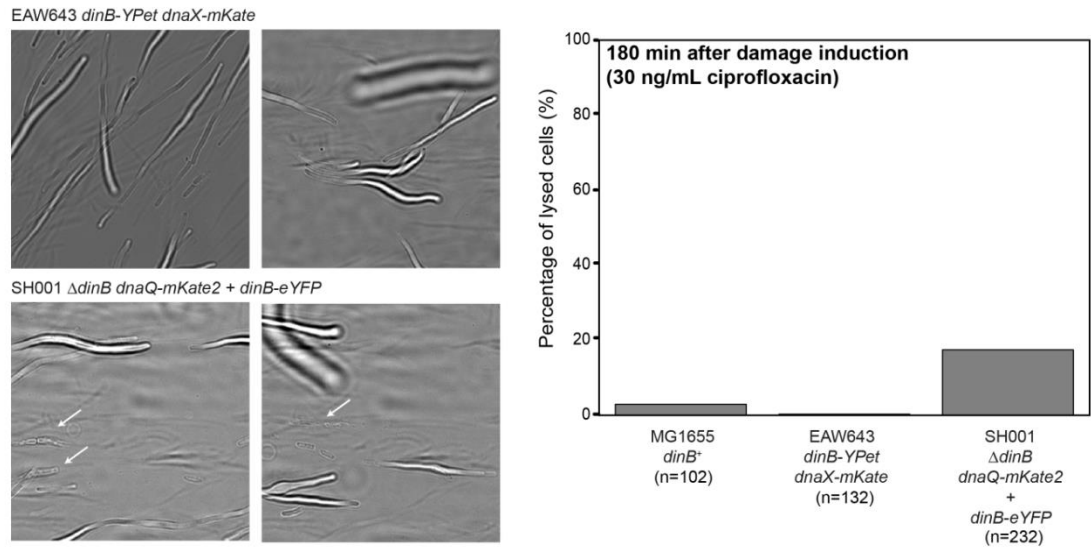 EAW643 dinB-YPet dnaX-mKate
SH001 ΔdinB dnaQ-mKate2 + dinB-eYFP
180 min after damage induction
(30 ng/mL ciprofloxacin)
Percentage of lysed cells (%)
100
80
60
40
20
0
MG1655
dinB⁺
(n=102)
EAW643
dinB-YPet
dnaX-mKate
(n=132)
SH001
ΔdinB
dnaQ-mKate2
+
dinB-eYFP
(n=232)